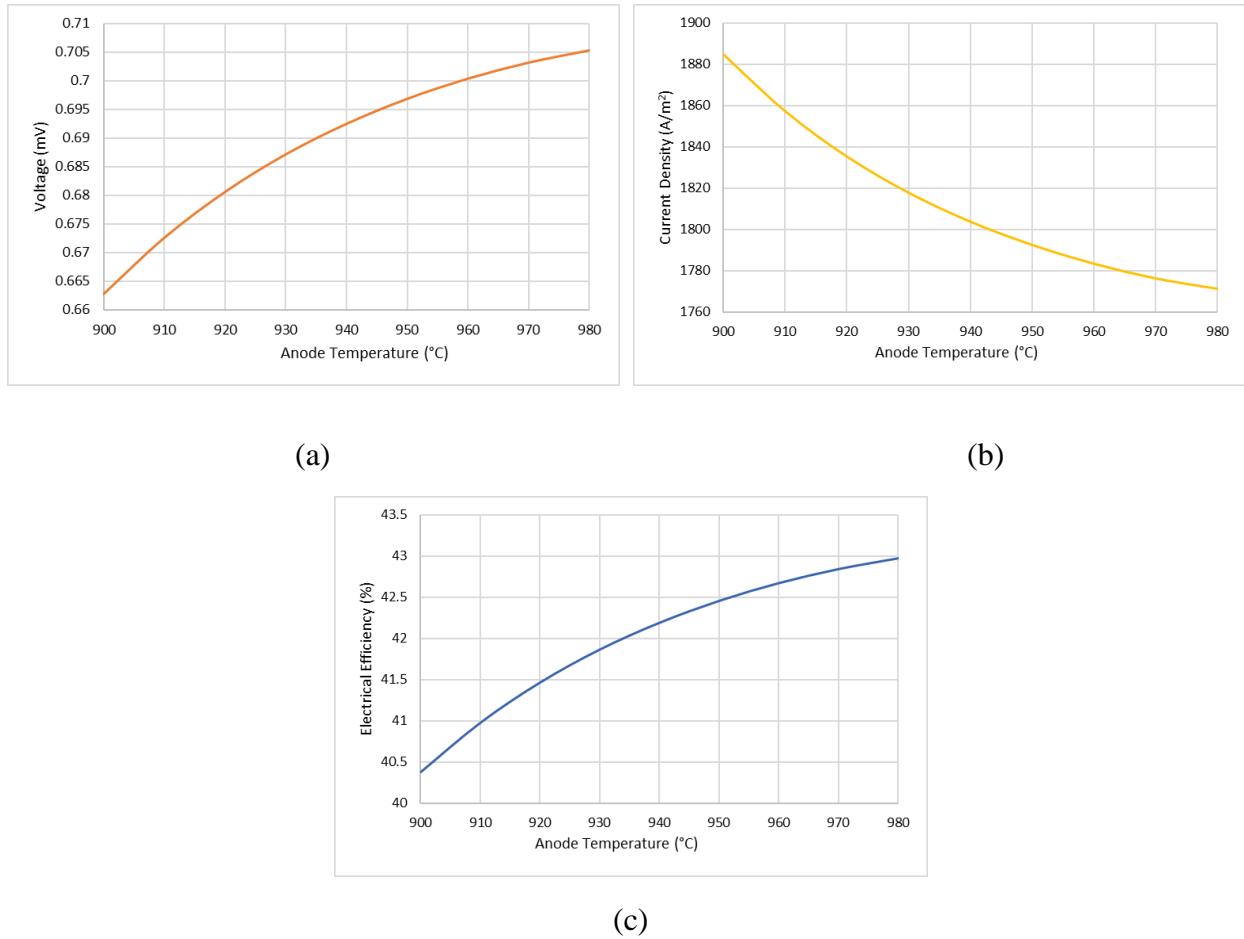 0.71
0.705
0.7
0.695
0.69
0.685
0.68
0.675
0.67
0.665
0.66
Voltage (mV)
900 910 920 930 940 950 960 970 980
Anode Temperature (°C)
1900
1880
1860
1840
1820
1800
1780
1760
Current Density (A/m²)
900 910 920 930 940 950 960 970 980
Anode Temperature (°C)
(a)
(b)
43.5
43
42.5
42
41.5
41
40.5
40
Electrical Efficiency (%)
900 910 920 930 940 950 960 970 980
Anode Temperature (°C)
(c)